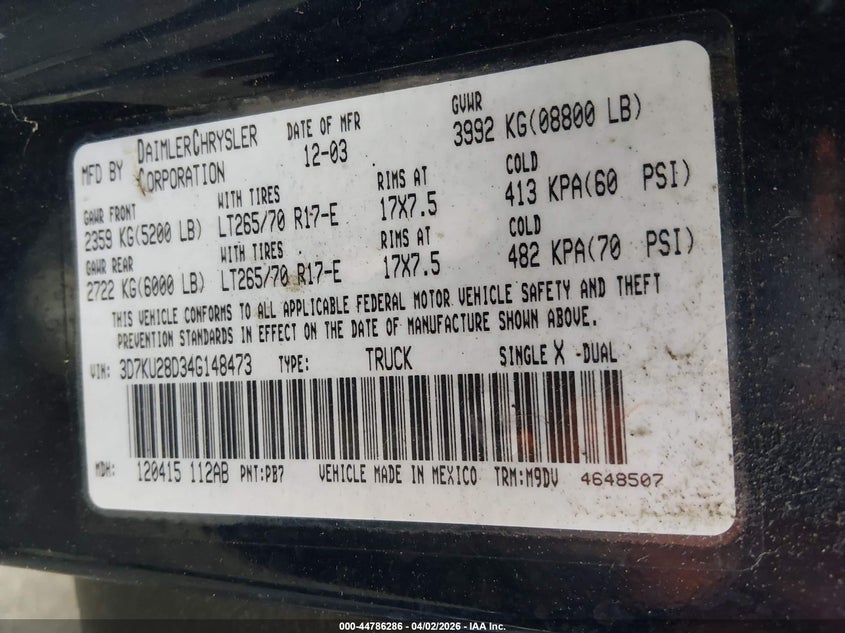 MFD BY DAIMLERCHRYSLER CORPORATION
DATE OF MFR 12-03
GVWR 3992 KG(08800 LB)
GAWR FRONT WITH TIRES RIMS AT COLD
2359 KG(5200 LB) LT265/70 R17-E 17X7.5 413 KPA(60 PSI)
GAWR REAR WITH TIRES RIMS AT COLD
2722 KG(6000 LB) LT265/70 R17-E 17X7.5 482 KPA(70 PSI)
THIS VEHICLE CONFORMS TO ALL APPLICABLE FEDERAL MOTOR VEHICLE SAFETY AND THEFT
PREVENTION STANDARDS IN EFFECT ON THE DATE OF MANUFACTURE SHOWN ABOVE.
VIN: 3D7KU28D34G148473 TYPE: TRUCK SINGLE X -DUAL
MDH: 120415 112AB PNT:PB7 VEHICLE MADE IN MEXICO TRM:M9DV 4648507
000-44786286 - 04/02/2026 - IAA Inc.